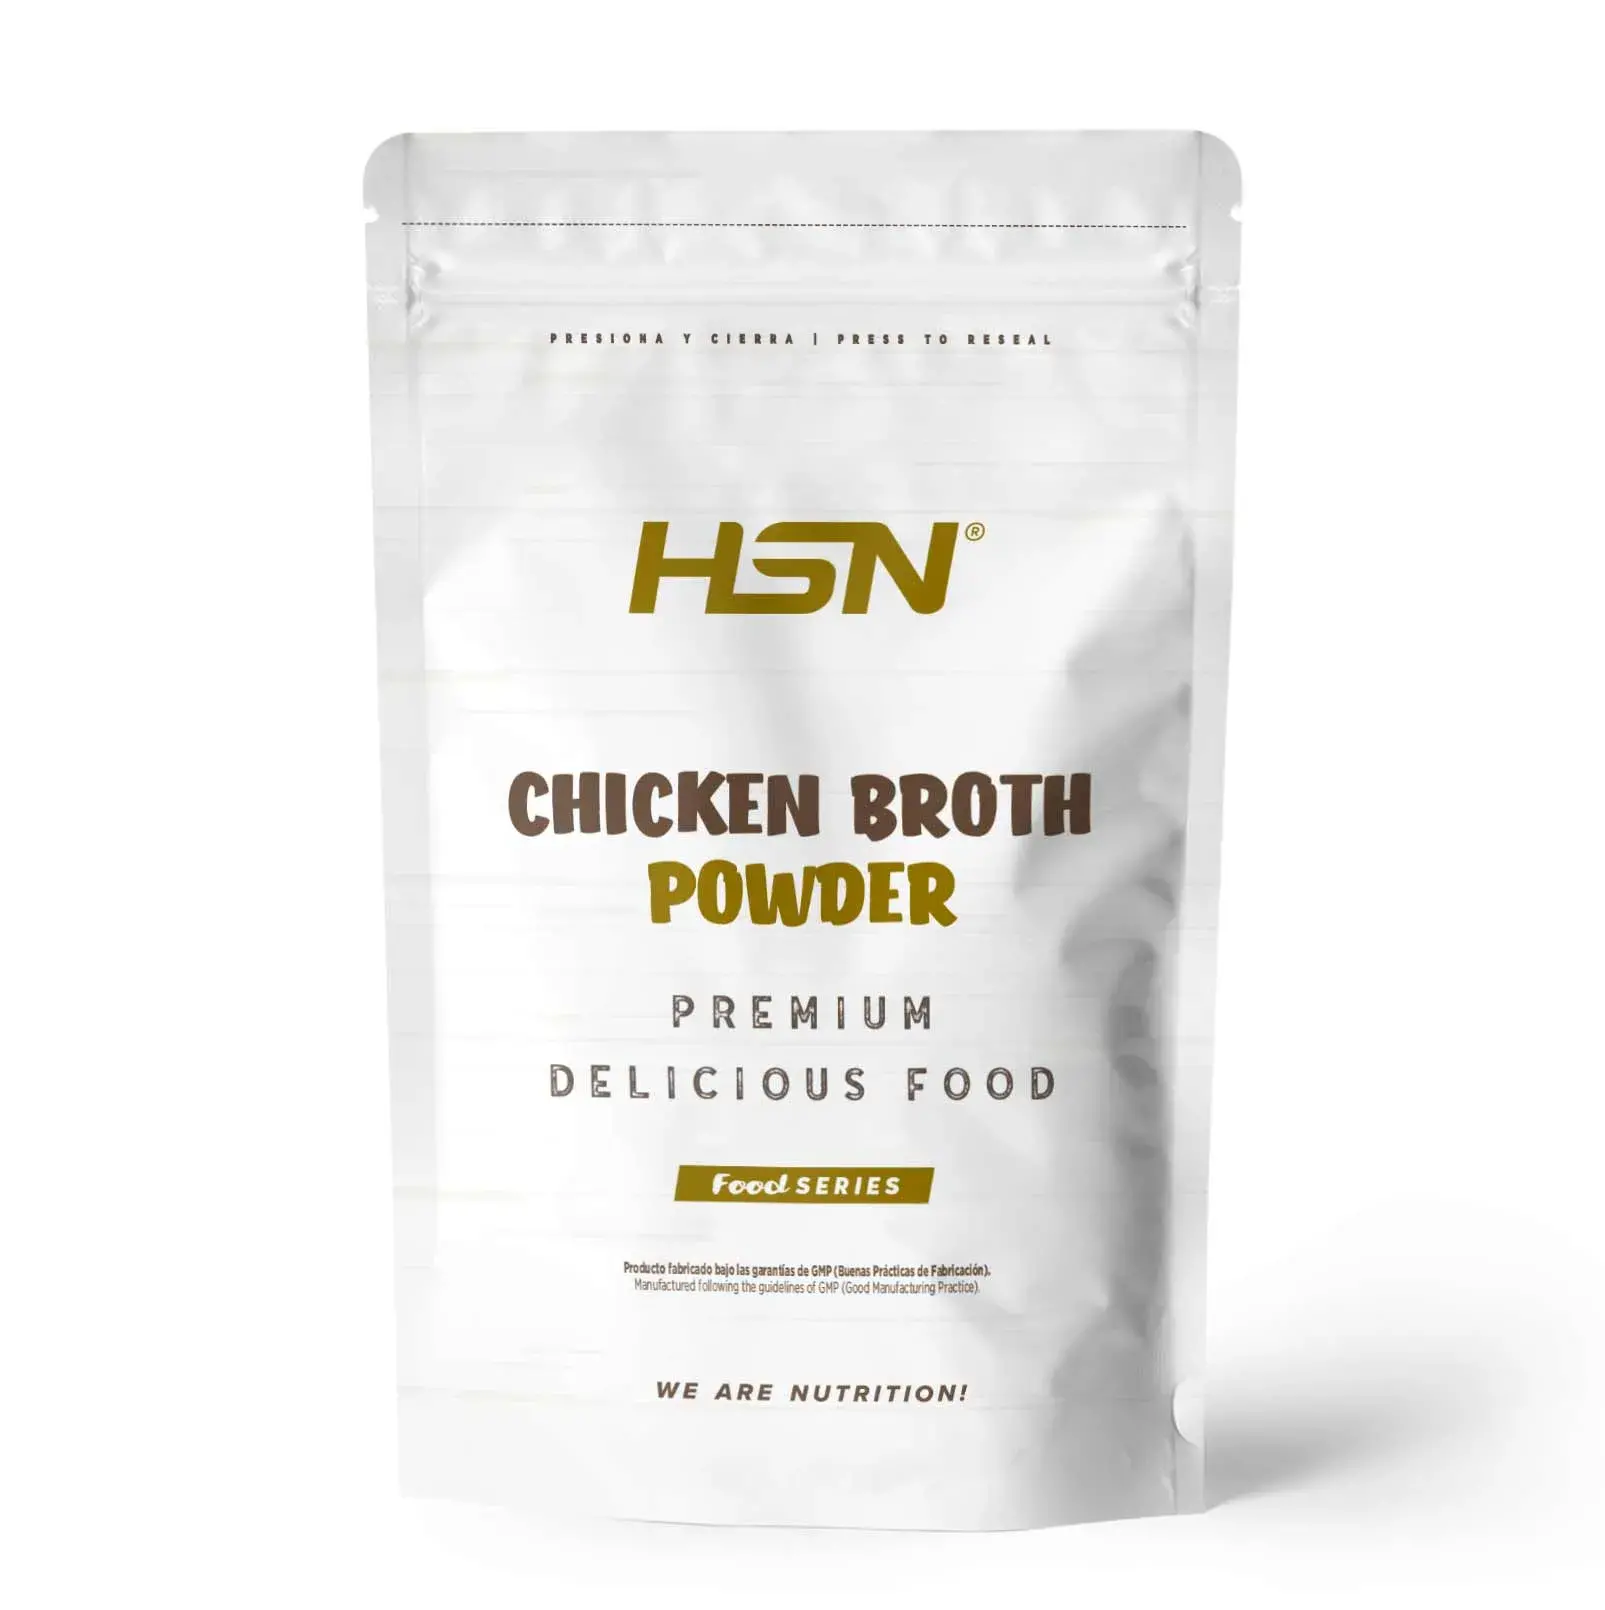 PRESIONA Y CIERRA | PRESS TO RESEAL
HSN®
CHICKEN BROTH
POWDER
PREMIUM
DELICIOUS FOOD
Food SERIES
Producto fabricado bajo las garantías de GMP (Buenas Prácticas de Fabricación).
Manufactured following the guidelines of GMP (Good Manufacturing Practice).
WE ARE NUTRITION!